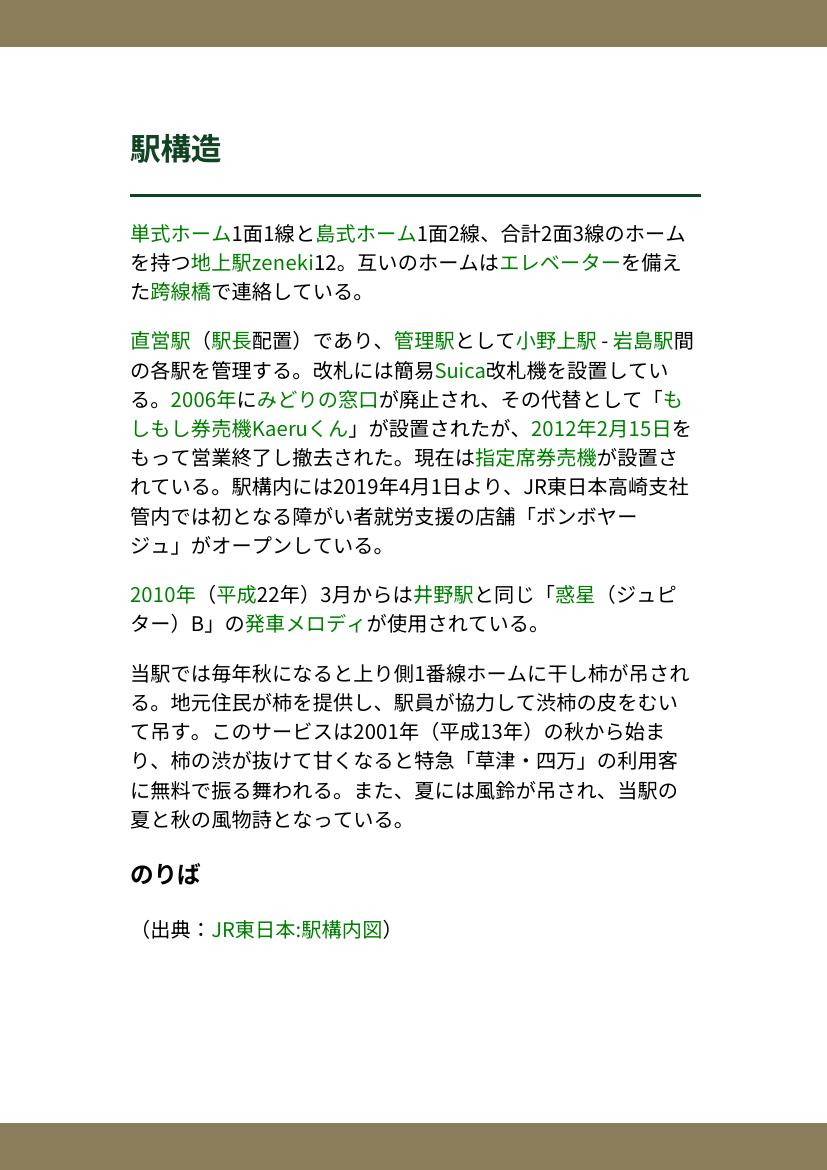 駅構造
単式ホーム1面1線と島式ホーム1面2線、合計2面3線のホーム
を持つ地上駅zeneki12。互いのホームはエレベーターを備え
た跨線橋で連絡している。
直営駅（駅長配置）であり、管理駅として小野上駅 - 岩島駅間
の各駅を管理する。改札には簡易Suica改札機を設置してい
る。2006年にみどりの窓口が廃止され、その代替として「も
しもし券売機Kaeruくん」が設置されたが、2012年2月15日を
もって営業終了し撤去された。現在は指定席券売機が設置さ
れている。駅構内には2019年4月1日より、JR東日本高崎支社
管内では初となる障がい者就労支援の店舗「ボンボヤー
ジュ」がオープンしている。
2010年（平成22年）3月からは井野駅と同じ「惑星（ジュピ
ター）B」の発車メロディが使用されている。
当駅では毎年秋になると上り側1番線ホームに干し柿が吊され
る。地元住民が柿を提供し、駅員が協力して渋柿の皮をむい
て吊す。このサービスは2001年（平成13年）の秋から始ま
り、柿の渋が抜けて甘くなると特急「草津・四万」の利用客
に無料で振る舞われる。また、夏には風鈴が吊され、当駅の
夏と秋の風物詩となっている。
のりば
（出典：JR東日本:駅構内図）